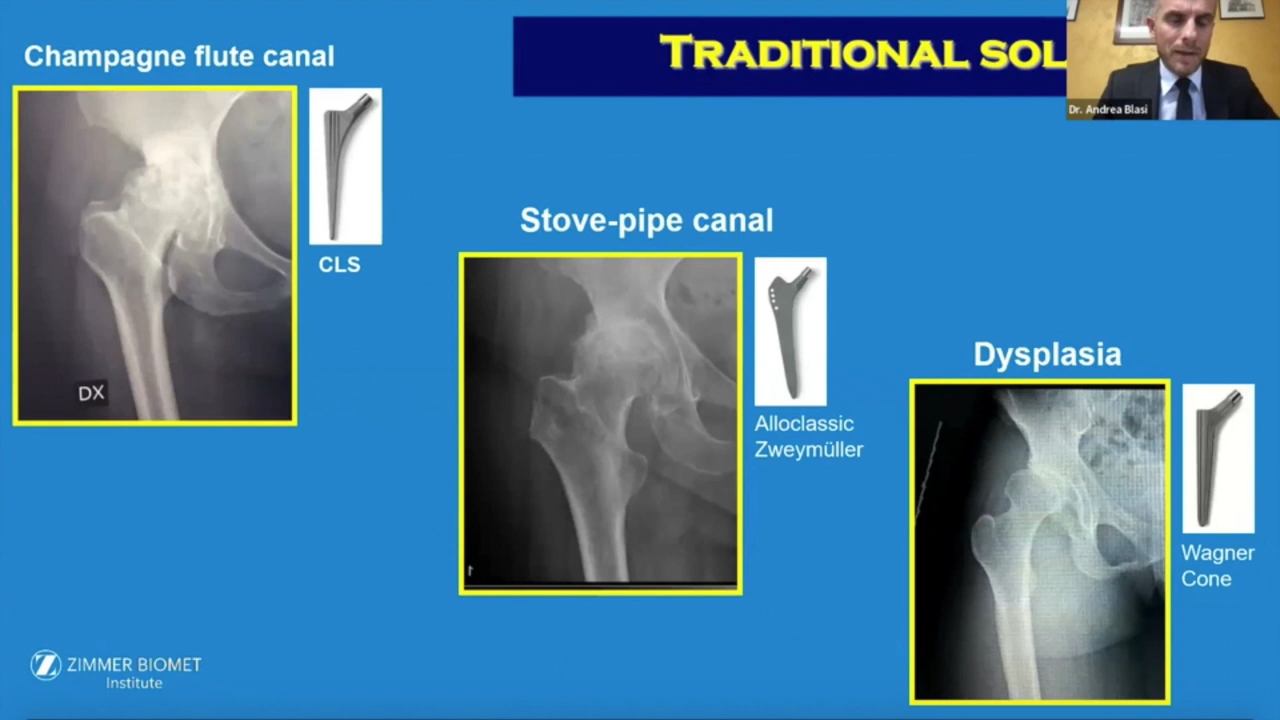 Champagne flute canal
TRADITIONAL SOL
Dr. Andrea Blasi
CLS
Stove-pipe canal
DX
Alloclassic
Zweymüller
Dysplasia
Wagner
Cone
ZIMMER BIOMET
Institute